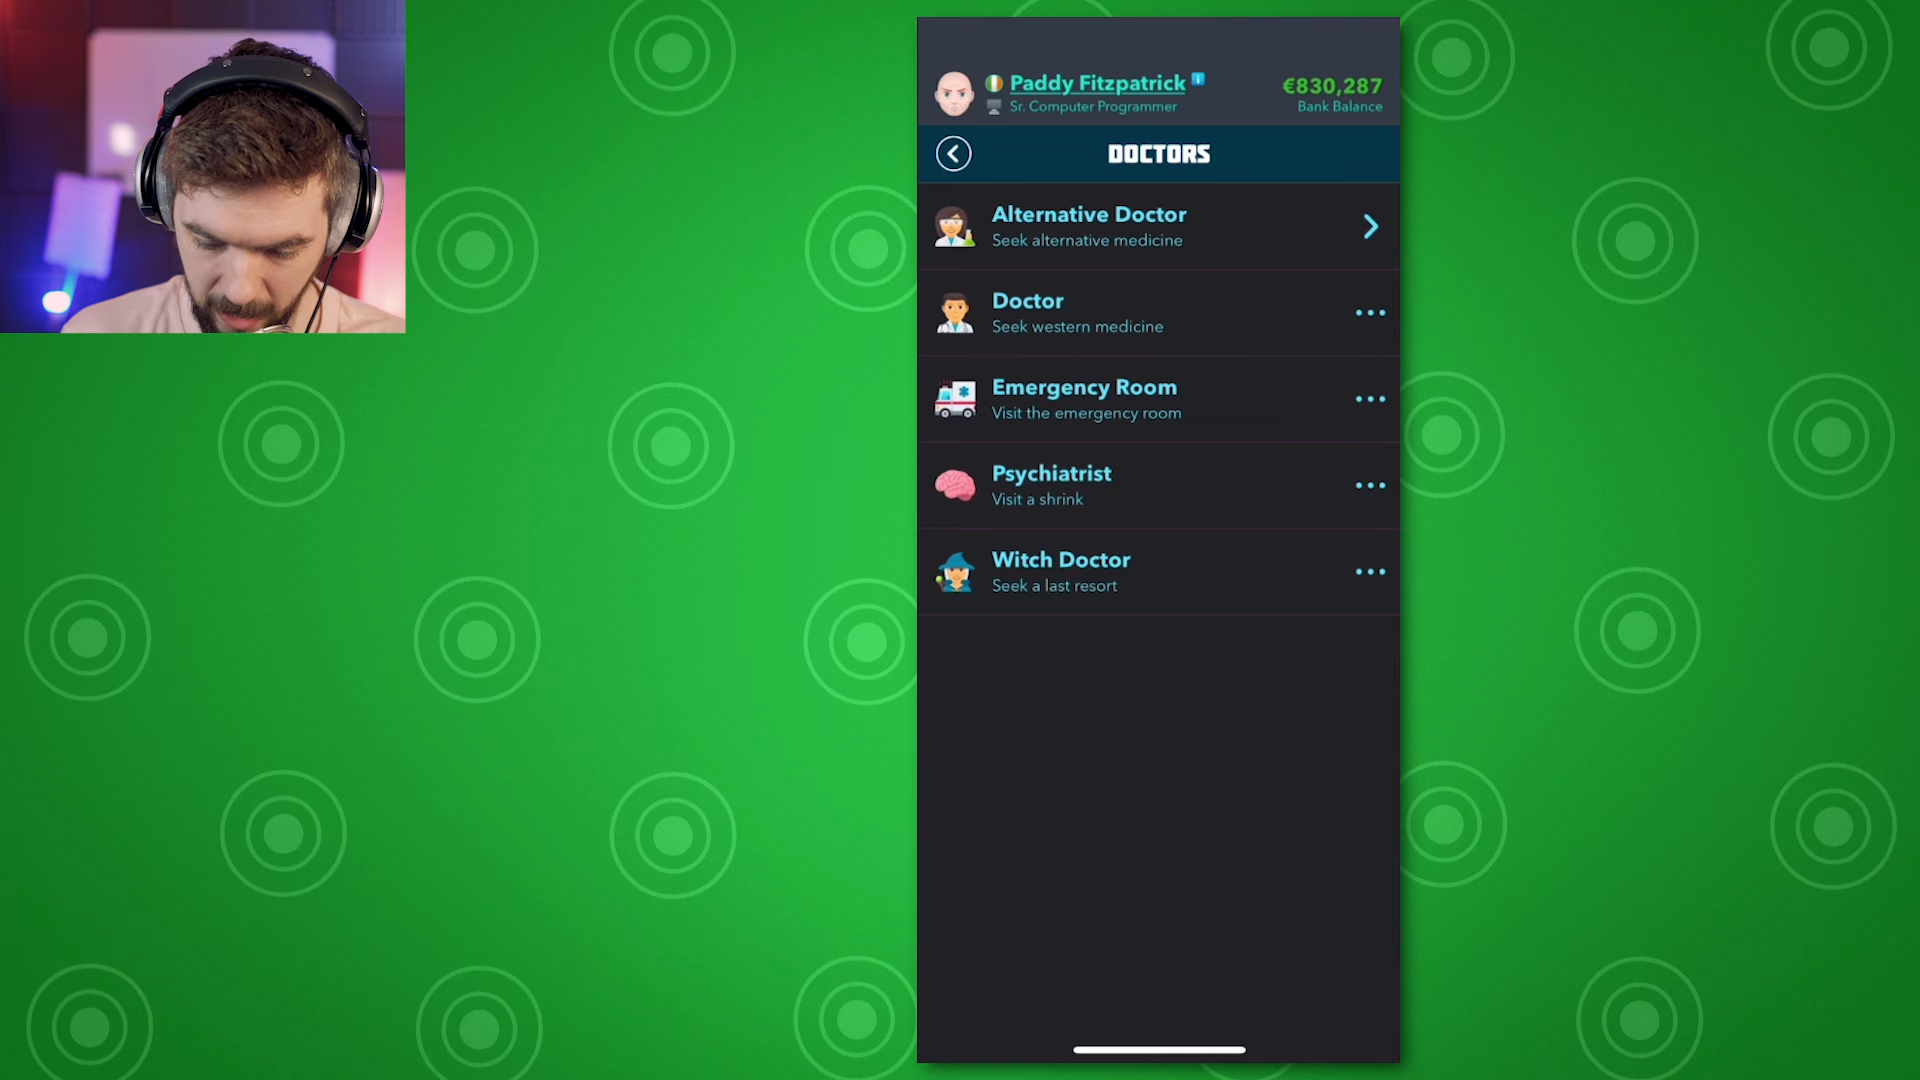 Paddy Fitzpatrick
Sr. Computer Programmer
€830,287
Bank Balance
DOCTORS
Alternative Doctor
Seek alternative medicine
Doctor
Seek western medicine
Emergency Room
Visit the emergency room
Psychiatrist
Visit a shrink
Witch Doctor
Seek a last resort